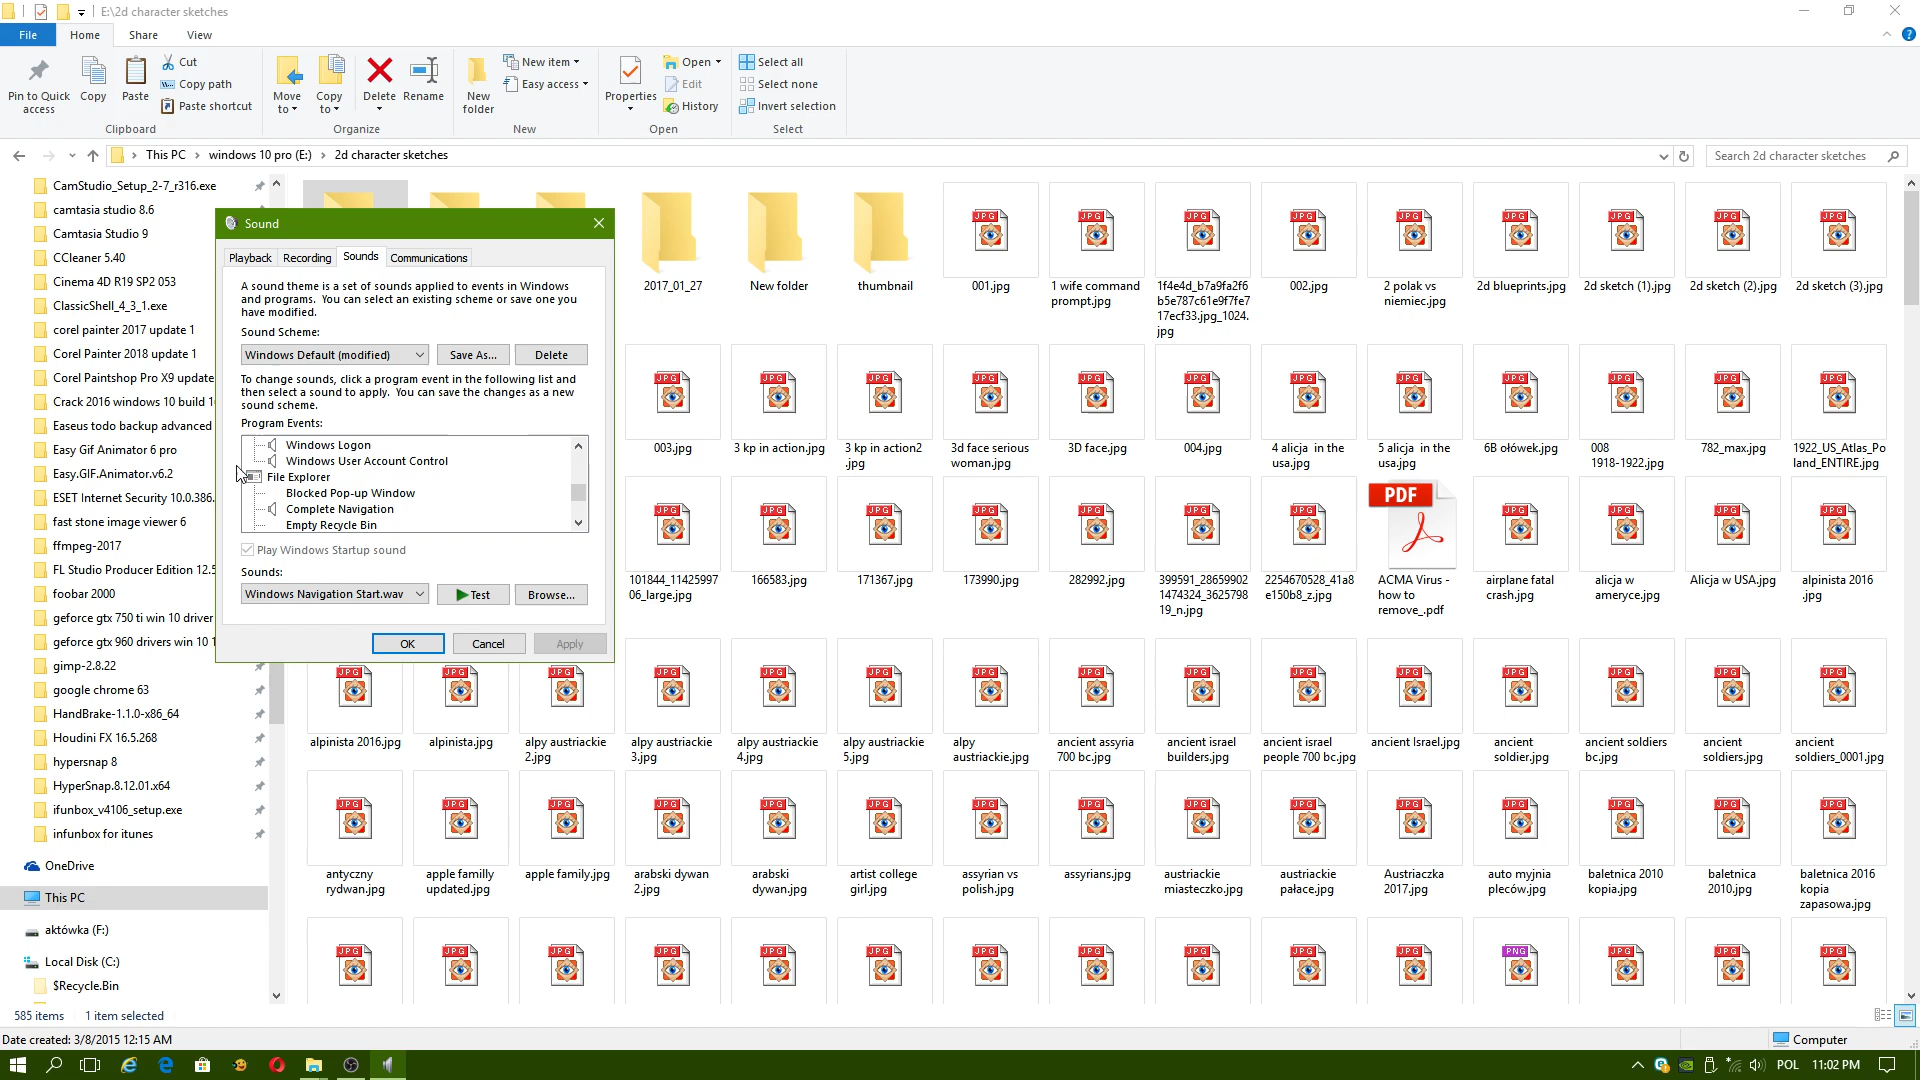 E:\2d character sketches
File
Home
Share
View
Pin to Quick access
Copy
Paste
Cut
Copy path
Paste shortcut
Clipboard
Move to
Copy to
Delete
Rename
Organize
New folder
New item
Easy access
New
Properties
Open
Edit
History
Open
Select all
Select none
Invert selection
Select
This PC
windows 10 pro (E:)
2d character sketches
Search 2d character sketches
CamStudio_Setup_2-7_r316.exe
camtasia studio 8.6
Camtasia Studio 9
CCleaner 5.40
Cinema 4D R19 SP2 053
ClassicShell_4_3_1.exe
corel painter 2017 update 1
Corel Painter 2018 update 1
Corel Paintshop Pro X9 update
Crack 2016 windows 10 build 1
Easeus todo backup advanced
Easy Gif Animator 6 pro
Easy.GIF.Animator.v6.2
ESET Internet Security 10.0.386.
fast stone image viewer 6
ffmpeg-2017
FL Studio Producer Edition 12.5
foobar 2000
geforce gtx 750 ti win 10 driver
geforce gtx 960 drivers win 10 1
gimp-2.8.22
google chrome 63
HandBrake-1.1.0-x86_64
Houdini FX 16.5.268
hypersnap 8
HyperSnap.8.12.01.x64
ifunbox_v4106_setup.exe
infunbox for itunes
OneDrive
This PC
aktówka (F:)
Local Disk (C:)
$Recycle.Bin
Sound
Playback
Recording
Sounds
Communications
A sound theme is a set of sounds applied to events in Windows
and programs. You can select an existing scheme or save one you
have modified.
Sound Scheme:
Windows Default (modified)
Save As...
Delete
To change sounds, click a program event in the following list and
then select a sound to apply. You can save the changes as a new
sound scheme.
Program Events:
Windows Logon
Windows User Account Control
File Explorer
Blocked Pop-up Window
Complete Navigation
Empty Recycle Bin
Play Windows Startup sound
Sounds:
Windows Navigation Start.wav
Test
Browse...
OK
Cancel
Apply
2017_01_27
New folder
thumbnail
001.jpg
1 wife command prompt.jpg
1f4e4d_b7a9fa2f6b5e787c61e9f7fe717ecf33.jpg_1024.jpg
002.jpg
2 polak vs niemiec.jpg
2d blueprints.jpg
2d sketch (1).jpg
2d sketch (2).jpg
2d sketch (3).jpg
003.jpg
3 kp in action.jpg
3 kp in action2.jpg
3d face serious woman.jpg
3D face.jpg
004.jpg
4 alicja in the usa.jpg
5 alicja in the usa.jpg
6B ołówek.jpg
008 1918-1922.jpg
782_max.jpg
1922_US_Atlas_Poland_ENTIRE.jpg
101844_1142599706_large.jpg
166583.jpg
171367.jpg
173990.jpg
282992.jpg
399591_286599021474324_362579819_n.jpg
2254670528_41a8e150b8_z.jpg
PDF
ACMA Virus - how to remove_.pdf
airplane fatal crash.jpg
alicja w ameryce.jpg
Alicja w USA.jpg
alpinista 2016 .jpg
alpinista 2016.jpg
alpinista.jpg
alpy austriackie 2.jpg
alpy austriackie 3.jpg
alpy austriackie 4.jpg
alpy austriackie 5.jpg
alpy austriackie.jpg
ancient assyria 700 bc.jpg
ancient israel builders.jpg
ancient israel people 700 bc.jpg
ancient Israel.jpg
ancient soldier.jpg
ancient soldiers bc.jpg
ancient soldiers.jpg
ancient soldiers_0001.jpg
antyczny rydwan.jpg
apple familly updated.jpg
apple family.jpg
arabski dywan 2.jpg
arabski dywan.jpg
artist college girl.jpg
assyrian vs polish.jpg
assyrians.jpg
austriackie miasteczko.jpg
austriackie pałace.jpg
Austriaczka 2017.jpg
auto myjnia pleców.jpg
baletnica 2010 kopia.jpg
baletnica 2010.jpg
baletnica 2016 kopia zapasowa.jpg
585 items
1 item selected
Date created: 3/8/2015 12:15 AM
Computer
POL
11:02 PM